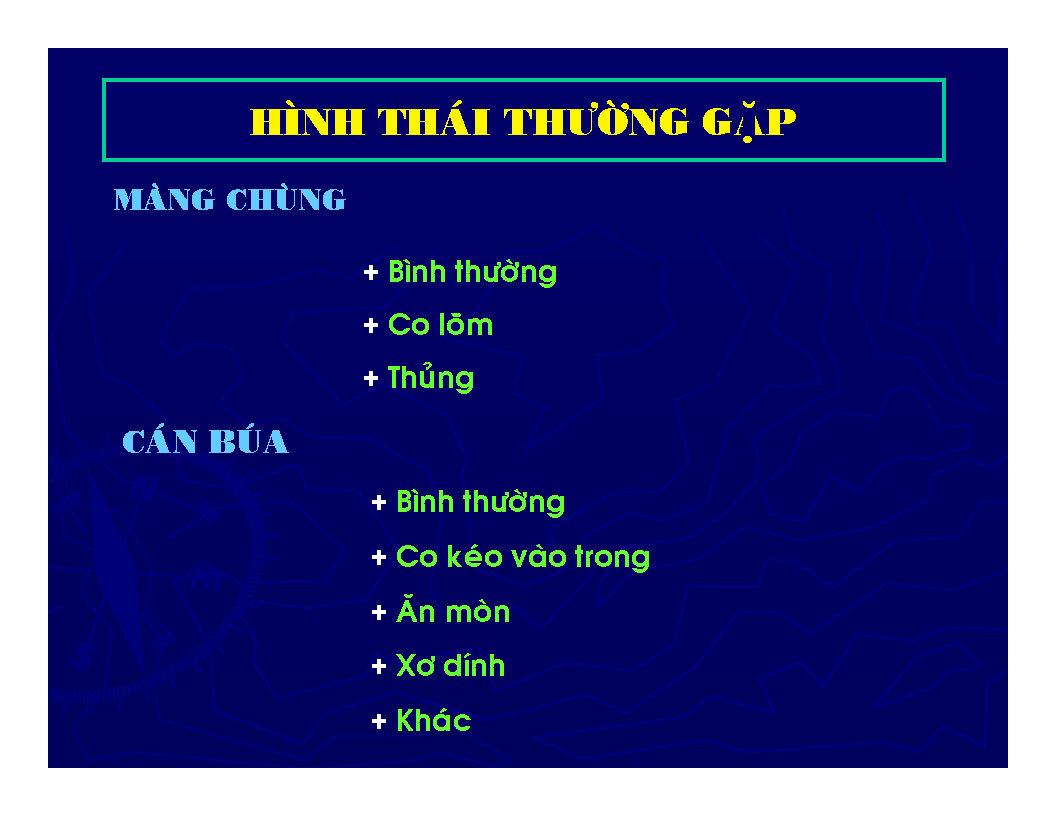 HÌNH THÁI THƯỜNG GẶP
MÀNG CHÙNG
+ Bình thường
+ Co lõm
+ Thủng
CÁN BÚA
+ Bình thường
+ Co kéo vào trong
+ Ăn mòn
+ Xơ dính
+ Khác